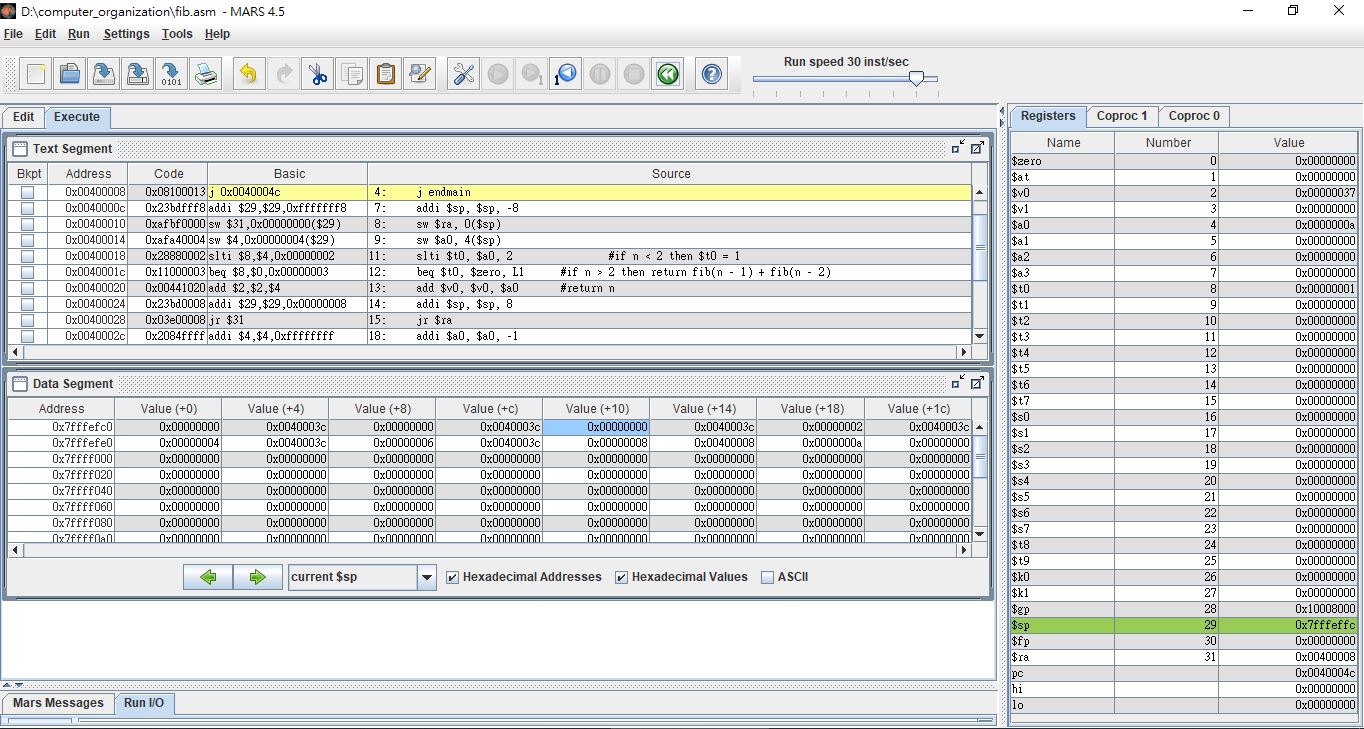 D:\computer_organization\fib.asm - MARS 4.5
File Edit Run Settings Tools Help
Run speed 30 inst/sec
Edit Execute
Text Segment
Bkpt Address Code Basic Source
0x00400008 0x08100013 j 0x0040004c 4: j endmain
0x0040000c 0x23bdfff8 addi $29,$29,0xfffffff8 7: addi $sp, $sp, -8
0x00400010 0xafbf0000 sw $31,0x00000000($29) 8: sw $ra, 0($sp)
0x00400014 0xafa40004 sw $4,0x00000004($29) 9: sw $a0, 4($sp)
0x00400018 0x28880002 slti $8,$4,0x00000002 11: slti $t0, $a0, 2 #if n < 2 then $t0 = 1
0x0040001c 0x11000003 beq $8,$0,0x00000003 12: beq $t0, $zero, L1 #if n > 2 then return fib(n - 1) + fib(n - 2)
0x00400020 0x00441020 add $2,$2,$4 13: add $v0, $v0, $a0 #return n
0x00400024 0x23bd0008 addi $29,$29,0x00000008 14: addi $sp, $sp, 8
0x00400028 0x03e00008 jr $31 15: jr $ra
0x0040002c 0x2084ffff addi $4,$4,0xffffffff 18: addi $a0, $a0, -1
Data Segment
Address Value (+0) Value (+4) Value (+8) Value (+c) Value (+10) Value (+14) Value (+18) Value (+1c)
0x7fffefc0 0x00000000 0x0040003c 0x00000000 0x0040003c 0x00000000 0x0040003c 0x00000002 0x0040003c
0x7fffefe0 0x00000004 0x0040003c 0x00000006 0x0040003c 0x00000008 0x00400008 0x0000000a 0x00000000
0x7ffff000 0x00000000 0x00000000 0x00000000 0x00000000 0x00000000 0x00000000 0x00000000 0x00000000
0x7ffff020 0x00000000 0x00000000 0x00000000 0x00000000 0x00000000 0x00000000 0x00000000 0x00000000
0x7ffff040 0x00000000 0x00000000 0x00000000 0x00000000 0x00000000 0x00000000 0x00000000 0x00000000
0x7ffff060 0x00000000 0x00000000 0x00000000 0x00000000 0x00000000 0x00000000 0x00000000 0x00000000
0x7ffff080 0x00000000 0x00000000 0x00000000 0x00000000 0x00000000 0x00000000 0x00000000 0x00000000
0x7ffff0a0 0x00000000 0x00000000 0x00000000 0x00000000 0x00000000 0x00000000 0x00000000 0x00000000
current $sp Hexadecimal Addresses Hexadecimal Values ASCII
Mars Messages Run I/O
Registers Coproc 1 Coproc 0
Name Number Value
$zero 0 0x00000000
$at 1 0x00000000
$v0 2 0x00000037
$v1 3 0x00000000
$a0 4 0x0000000a
$a1 5 0x00000000
$a2 6 0x00000000
$a3 7 0x00000000
$t0 8 0x00000001
$t1 9 0x00000000
$t2 10 0x00000000
$t3 11 0x00000000
$t4 12 0x00000000
$t5 13 0x00000000
$t6 14 0x00000000
$t7 15 0x00000000
$s0 16 0x00000000
$s1 17 0x00000000
$s2 18 0x00000000
$s3 19 0x00000000
$s4 20 0x00000000
$s5 21 0x00000000
$s6 22 0x00000000
$s7 23 0x00000000
$t8 24 0x00000000
$t9 25 0x00000000
$k0 26 0x00000000
$k1 27 0x00000000
$gp 28 0x10008000
$sp 29 0x7fffeffc
$fp 30 0x00000000
$ra 31 0x00400008
pc 0x0040004c
hi 0x00000000
lo 0x00000000